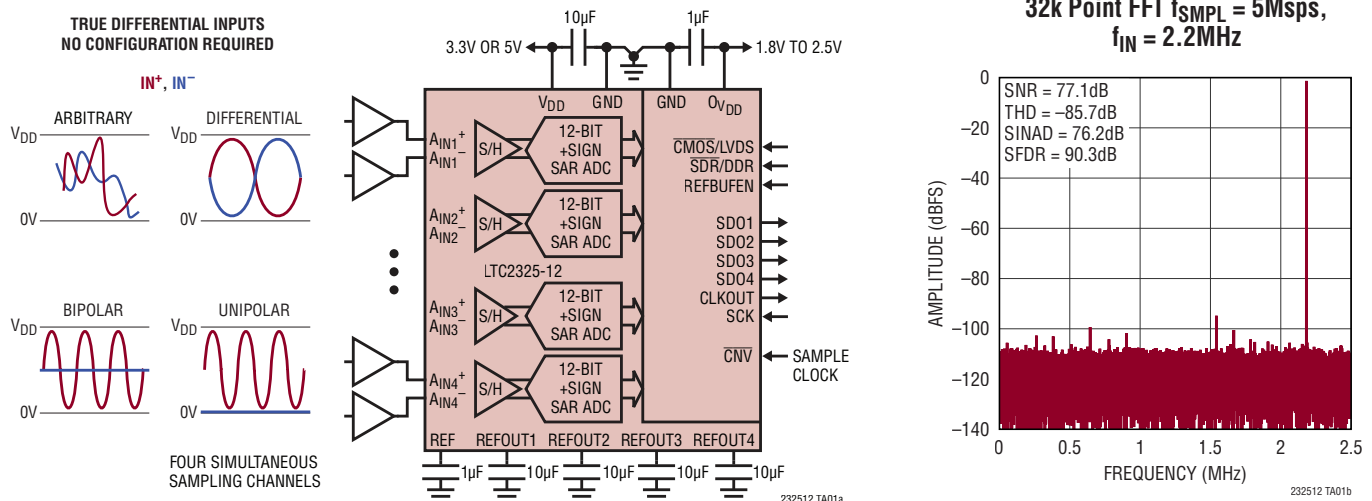 TRUE DIFFERENTIAL INPUTS
NO CONFIGURATION REQUIRED
IN+, IN−
ARBITRARY
VDD
0V
DIFFERENTIAL
VDD
0V
BIPOLAR
VDD
0V
UNIPOLAR
VDD
0V
FOUR SIMULTANEOUS
SAMPLING CHANNELS
10µF
1µF
3.3V OR 5V
1.8V TO 2.5V
VDD
GND
GND
OVDD
AIN1+
AIN1−
S/H
12-BIT
+SIGN
SAR ADC
AIN2+
AIN2−
S/H
12-BIT
+SIGN
SAR ADC
LTC2325-12
AIN3+
AIN3−
S/H
12-BIT
+SIGN
SAR ADC
AIN4+
AIN4−
S/H
12-BIT
+SIGN
SAR ADC
CMOS/LVDS
SDR/DDR
REFBUFEN
SDO1
SDO2
SDO3
SDO4
CLKOUT
SCK
CNV
SAMPLE
CLOCK
REF
REFOUT1
REFOUT2
REFOUT3
REFOUT4
1µF
10µF
10µF
10µF
10µF
232512 TA01a
32k Point FFT fSMPL = 5Msps,
fIN = 2.2MHz
SNR = 77.1dB
THD = –85.7dB
SINAD = 76.2dB
SFDR = 90.3dB
AMPLITUDE (dBFS)
0
–20
–40
–60
–80
–100
–120
–140
0
0.5
1
1.5
2
2.5
FREQUENCY (MHz)
232512 TA01b